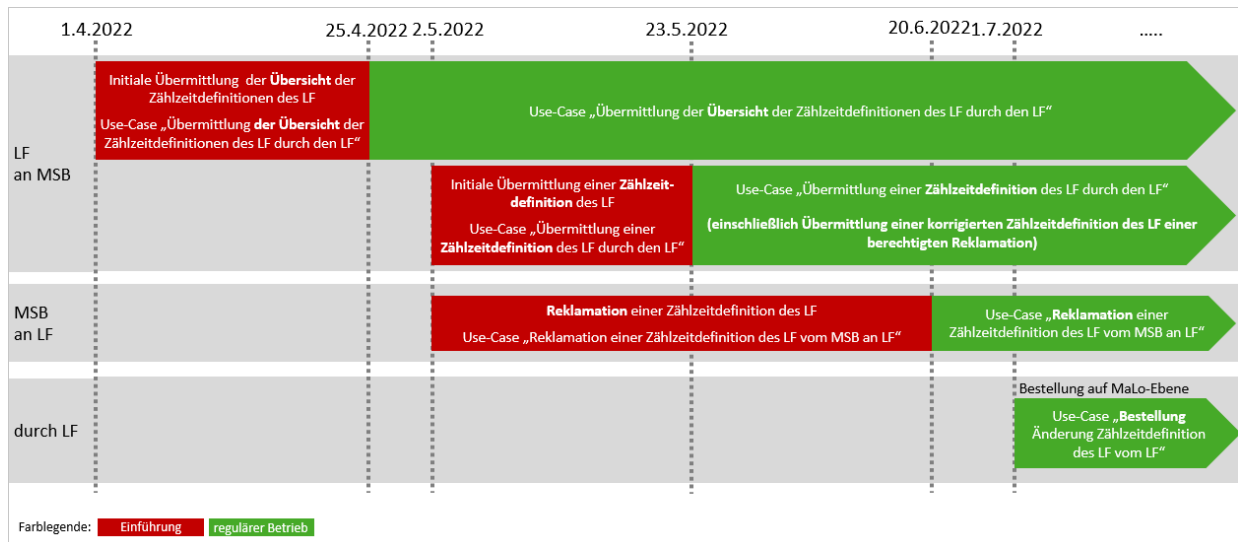 1.4.2022
25.4.2022
2.5.2022
23.5.2022
20.6.2022
1.7.2022
.....
LF
an MSB
Initiale Übermittlung der Übersicht der
Zählzeitdefinitionen des LF
Use-Case „Übermittlung der Übersicht der
Zählzeitdefinitionen des LF durch den LF“
Use-Case „Übermittlung der Übersicht der Zählzeitdefinitionen des LF durch den LF“
Initiale Übermittlung einer Zählzeit-
definition des LF
Use-Case „Übermittlung einer
Zählzeitdefinition des LF durch den LF“
Use-Case „Übermittlung einer Zählzeitdefinition des LF durch den LF“
(einschließlich Übermittlung einer korrigierten Zählzeitdefinition des LF einer
berechtigten Reklamation)
MSB
an LF
Reklamation einer Zählzeitdefinition des LF
Use-Case „Reklamation einer Zählzeitdefinition des LF vom MSB an LF“
Use-Case „Reklamation einer
Zählzeitdefinition des LF vom MSB an LF“
durch LF
Bestellung auf MaLo-Ebene
Use-Case „Bestellung
Änderung Zählzeitdefinition
des LF vom LF“
Farblegende:
Einführung
regulärer Betrieb